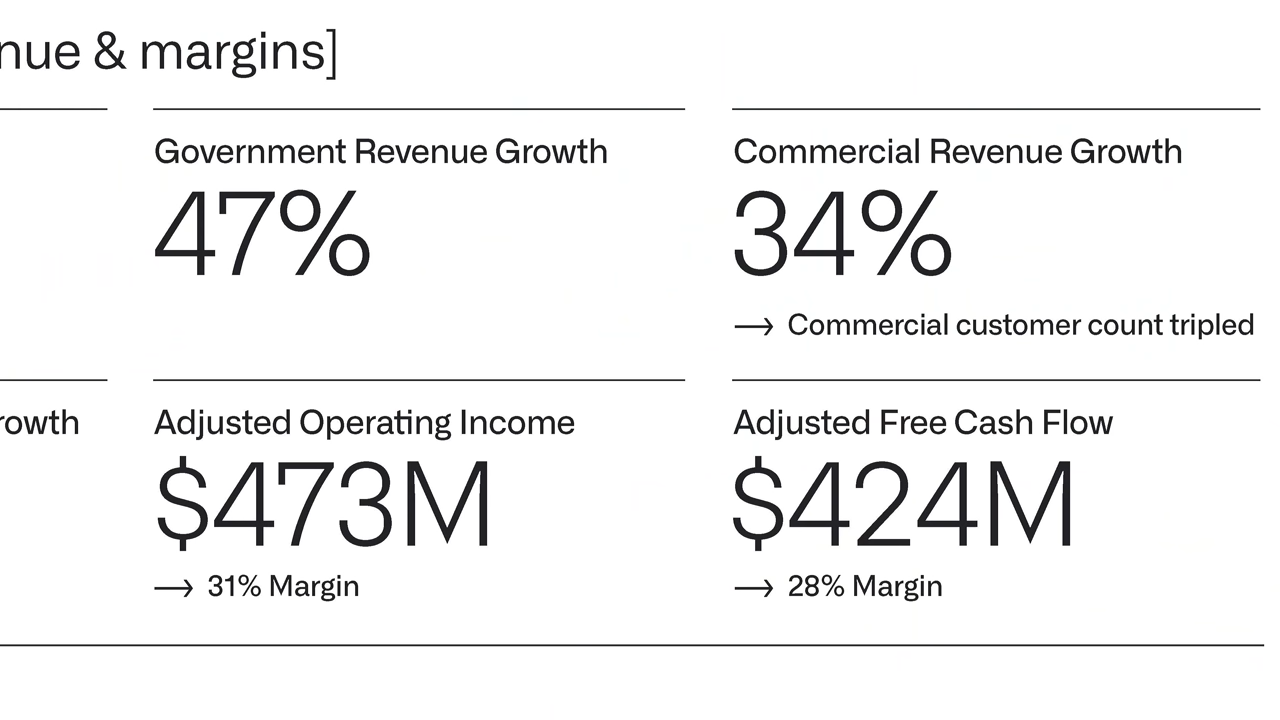 nue & margins]
Government Revenue Growth
47%
Commercial Revenue Growth
34%
→ Commercial customer count tripled
rowth
Adjusted Operating Income
$473M
→ 31% Margin
Adjusted Free Cash Flow
$424M
→ 28% Margin